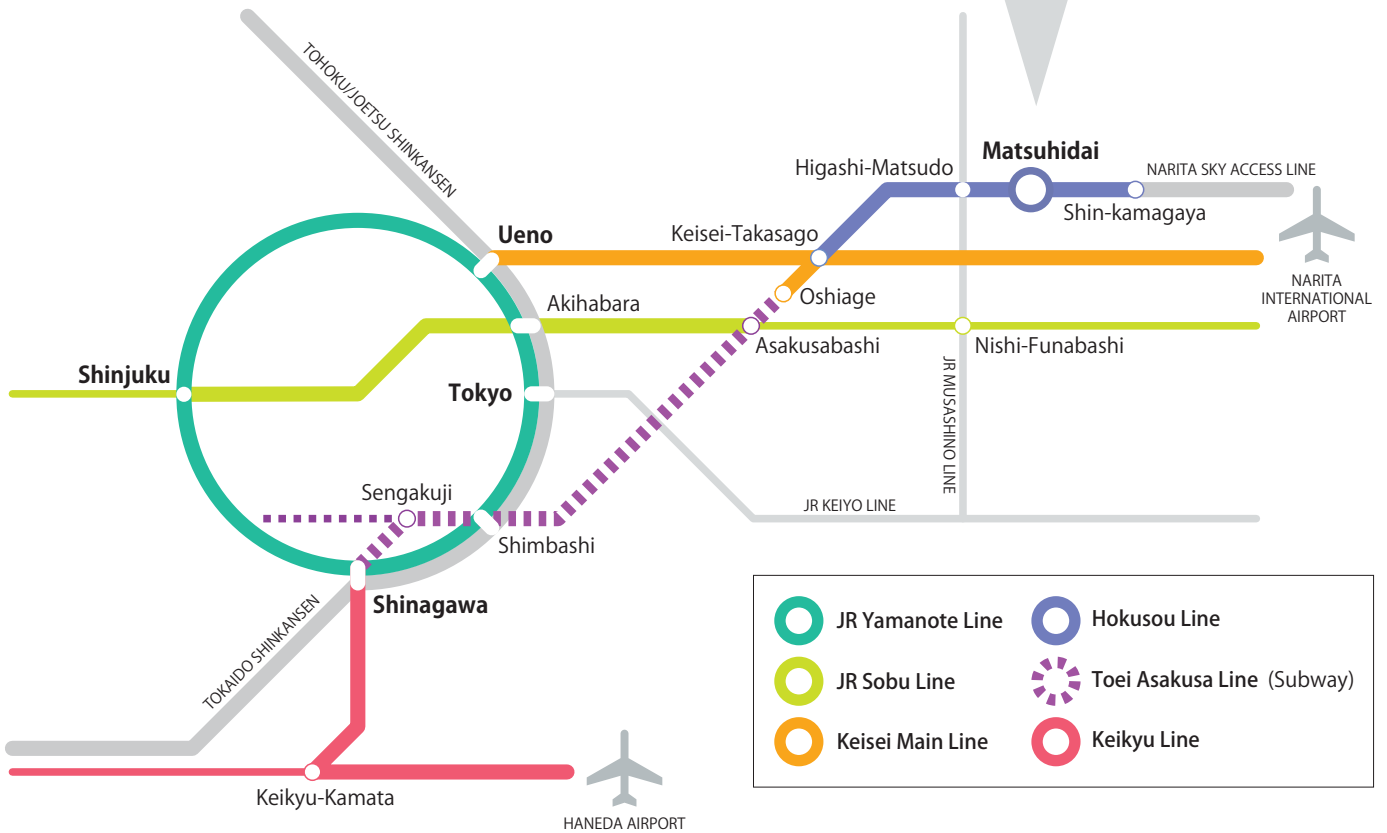 TOHOKU/JOETSU SHINKANSEN
Higashi-Matsudo
Matsuhidai
NARITA SKY ACCESS LINE
Shin-kamagaya
Ueno
Keisei-Takasago
NARITA
INTERNATIONAL
AIRPORT
Oshiage
Akihabara
Asakusabashi
Nishi-Funabashi
Shinjuku
Tokyo
JR MUSASHINO LINE
Sengakuji
JR KEIYO LINE
Shimbashi
Shinagawa
TOKAIDO SHINKANSEN
Keikyu-Kamata
HANEDA AIRPORT
JR Yamanote Line
Hokusou Line
JR Sobu Line
Toei Asakusa Line (Subway)
Keisei Main Line
Keikyu Line